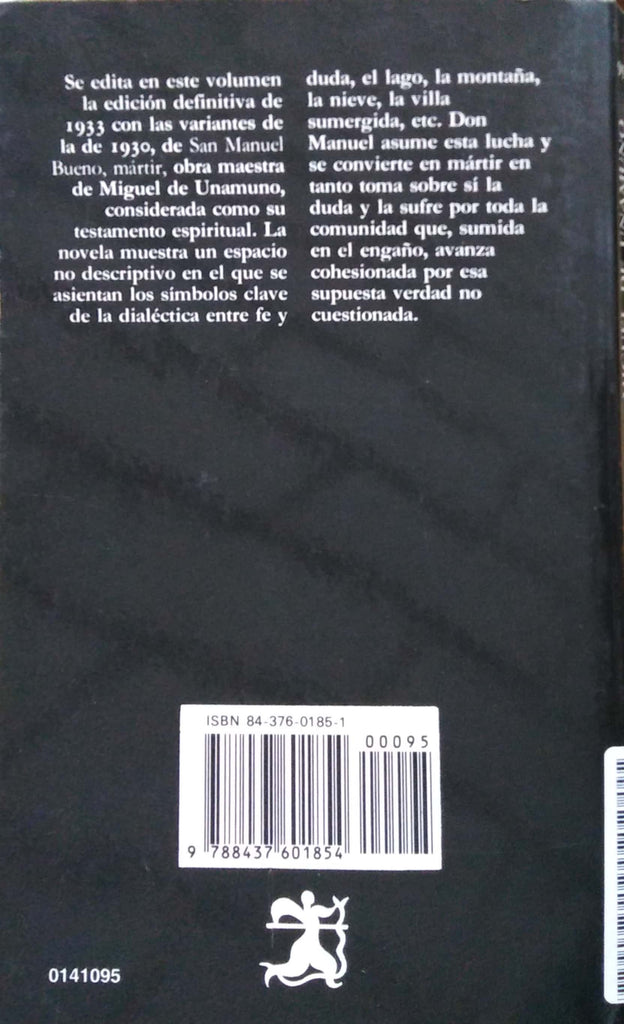 Se edita en este volumen
la edición definitiva de
1933 con las variantes de
la de 1930, de San Manuel
Bueno, mártir, obra maestra
de Miguel de Unamuno,
considerada como su
testamento espiritual. La
novela muestra un espacio
no descriptivo en el que se
asientan los símbolos clave
de la dialéctica entre fe y
duda, el lago, la montaña,
la nieve, la villa
sumergida, etc. Don
Manuel asume esta lucha y
se convierte en mártir en
tanto toma sobre sí la
duda y la sufre por toda la
comunidad que, sumida
en el engaño, avanza
cohesionada por esa
supuesta verdad no
cuestionada.
ISBN 84-376-0185-1
00095
9 788437 601854
0141095